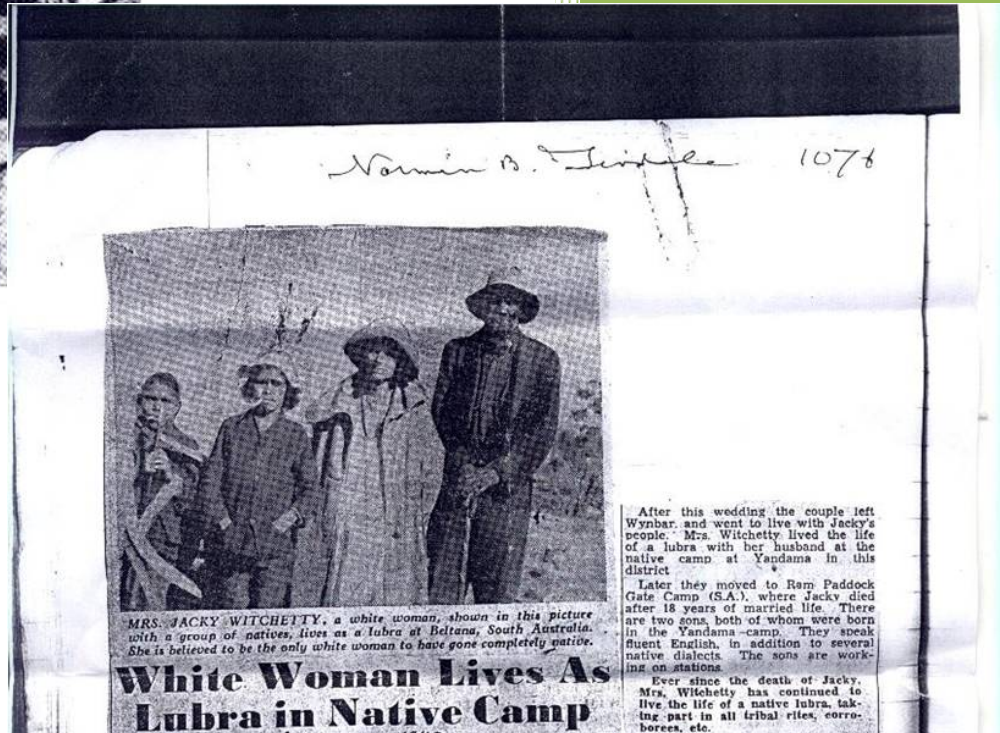 Norman B. Tindale 1076
MRS. JACKY WITCHETTY, a white woman, shown in this picture
with a group of natives, lives as a lubra at Beltana, South Australia.
She is believed to be the only white woman to have gone completely native.
White Woman Lives As
Lubra in Native Camp
After this wedding the couple left
Wynbar, and went to live with Jacky's
people. Mrs. Witchetty lived the life
of a lubra with her husband at the
native camp at Yandama in this
district
Later they moved to Ram Paddock
Gate Camp (S.A.), where Jacky died
after 18 years of married life. There
are two sons, both of whom were born
in the Yandama camp. They speak
fluent English, in addition to several
native dialects. The sons are work-
ing on stations.
Ever since the death of Jacky,
Mrs. Witchetty has continued to
live the life of a native lubra, tak-
ing part in all tribal rites, corro-
borees, etc.